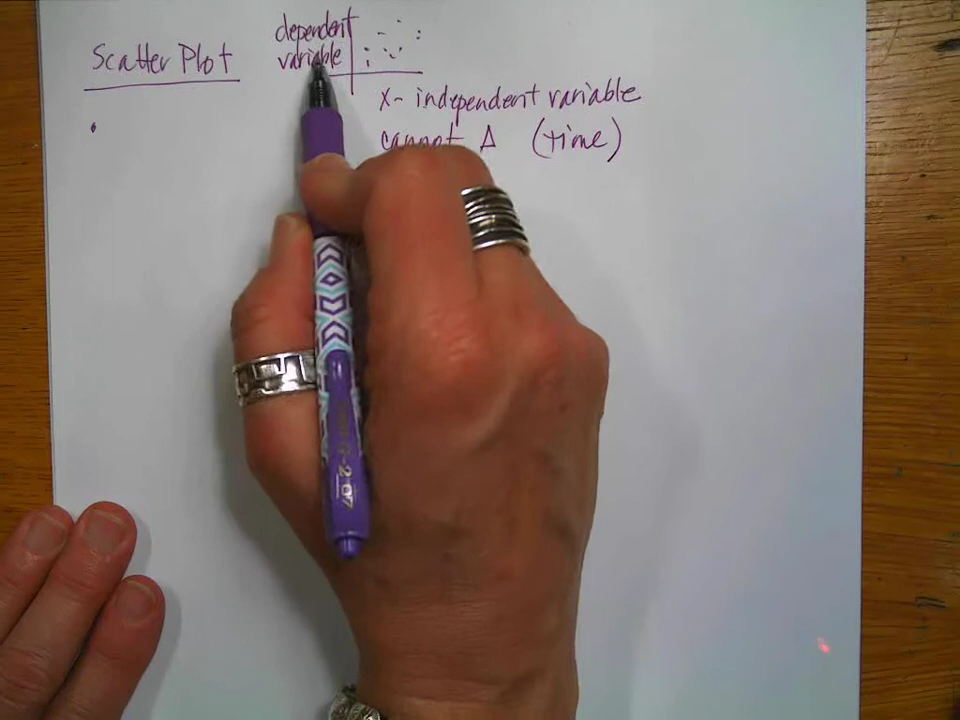 Scatter Plot
dependent
variable
x- independent variable
cannot Δ (time)